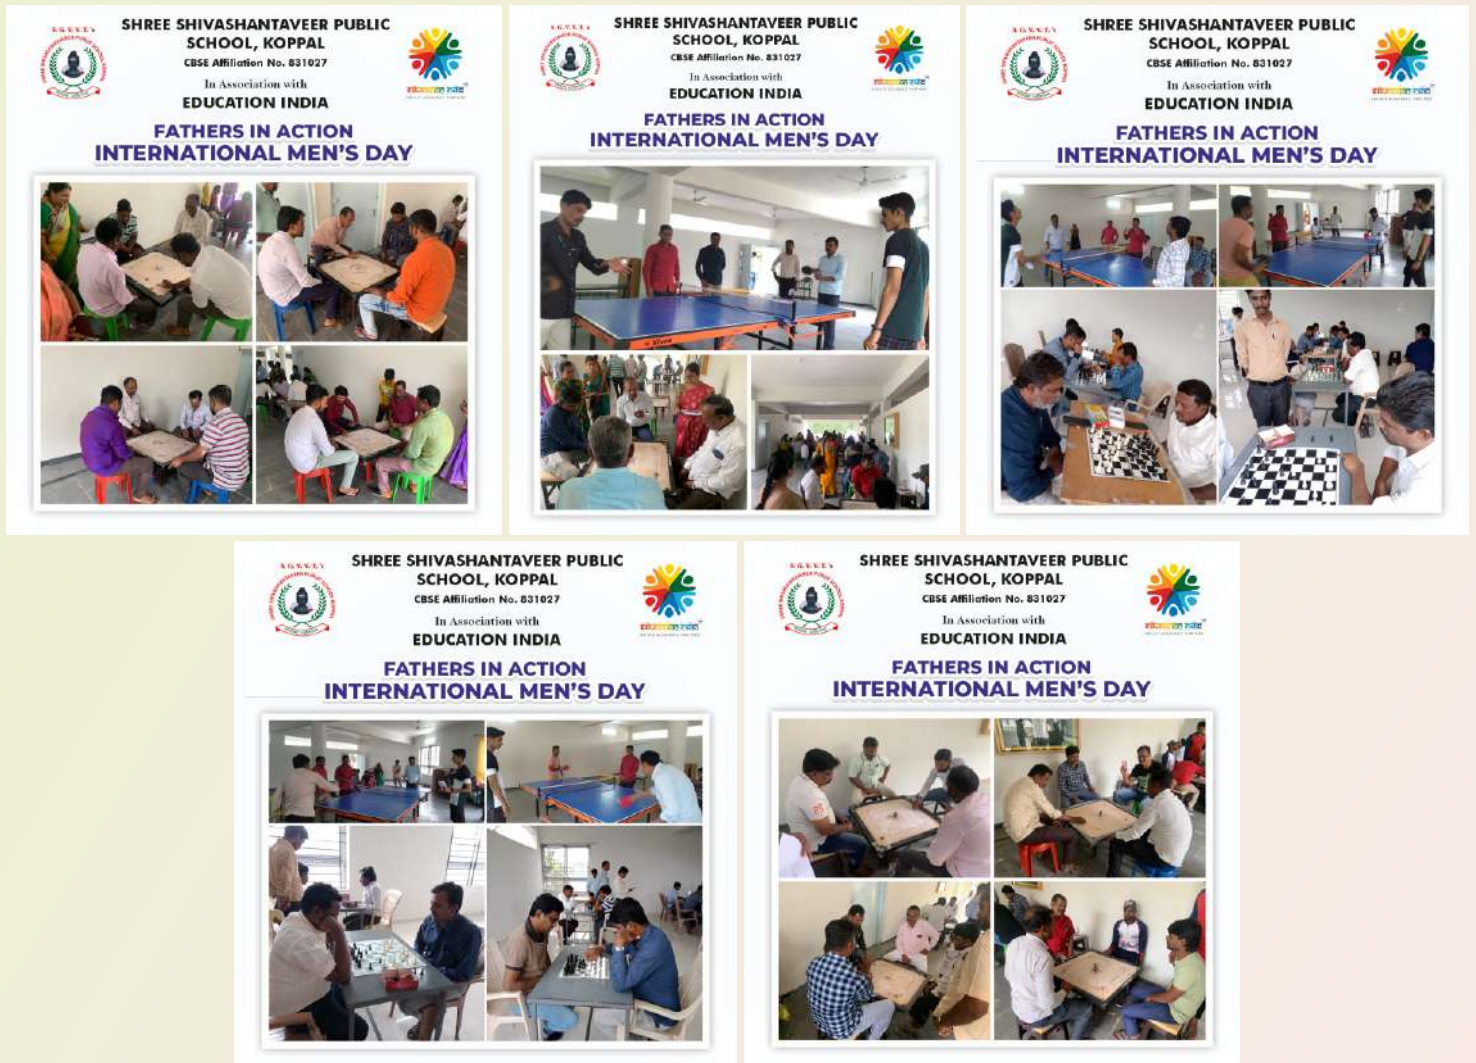 S.G.V.V.T's
SHREE SHIVASHANTAVEER PUBLIC
SCHOOL, KOPPAL
CBSE Affiliation No. 831027
In Association with
EDUCATION INDIA
FATHERS IN ACTION
INTERNATIONAL MEN'S DAY
SHREE SHIVASHANTAVEER PUBLIC
SCHOOL, KOPPAL
CBSE Affiliation No. 831027
In Association with
EDUCATION INDIA
FATHERS IN ACTION
INTERNATIONAL MEN'S DAY
SHREE SHIVASHANTAVEER PUBLIC
SCHOOL, KOPPAL
CBSE Affiliation No. 831027
In Association with
EDUCATION INDIA
FATHERS IN ACTION
INTERNATIONAL MEN'S DAY
SHREE SHIVASHANTAVEER PUBLIC
SCHOOL, KOPPAL
CBSE Affiliation No. 831027
In Association with
EDUCATION INDIA
FATHERS IN ACTION
INTERNATIONAL MEN'S DAY
SHREE SHIVASHANTAVEER PUBLIC
SCHOOL, KOPPAL
CBSE Affiliation No. 831027
In Association with
EDUCATION INDIA
FATHERS IN ACTION
INTERNATIONAL MEN'S DAY